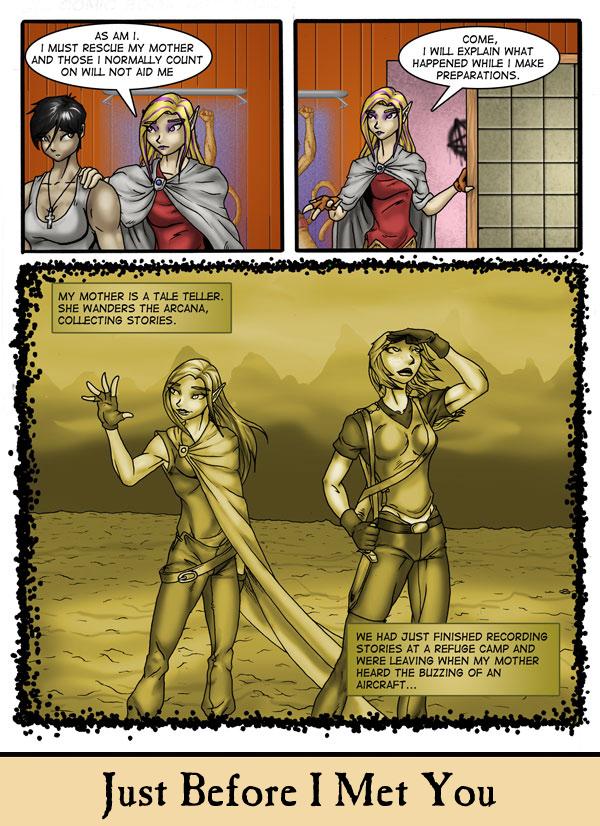 AS AM I.
I MUST RESCUE MY MOTHER
AND THOSE I NORMALLY COUNT
ON WILL NOT AID ME
COME,
I WILL EXPLAIN WHAT
HAPPENED WHILE I MAKE
PREPARATIONS.
MY MOTHER IS A TALE TELLER.
SHE WANDERS THE ARCANA,
COLLECTING STORIES.
WE HAD JUST FINISHED RECORDING
STORIES AT A REFUGE CAMP AND
WERE LEAVING WHEN MY MOTHER
HEARD THE BUZZING OF AN
AIRCRAFT...
Just Before I Met You